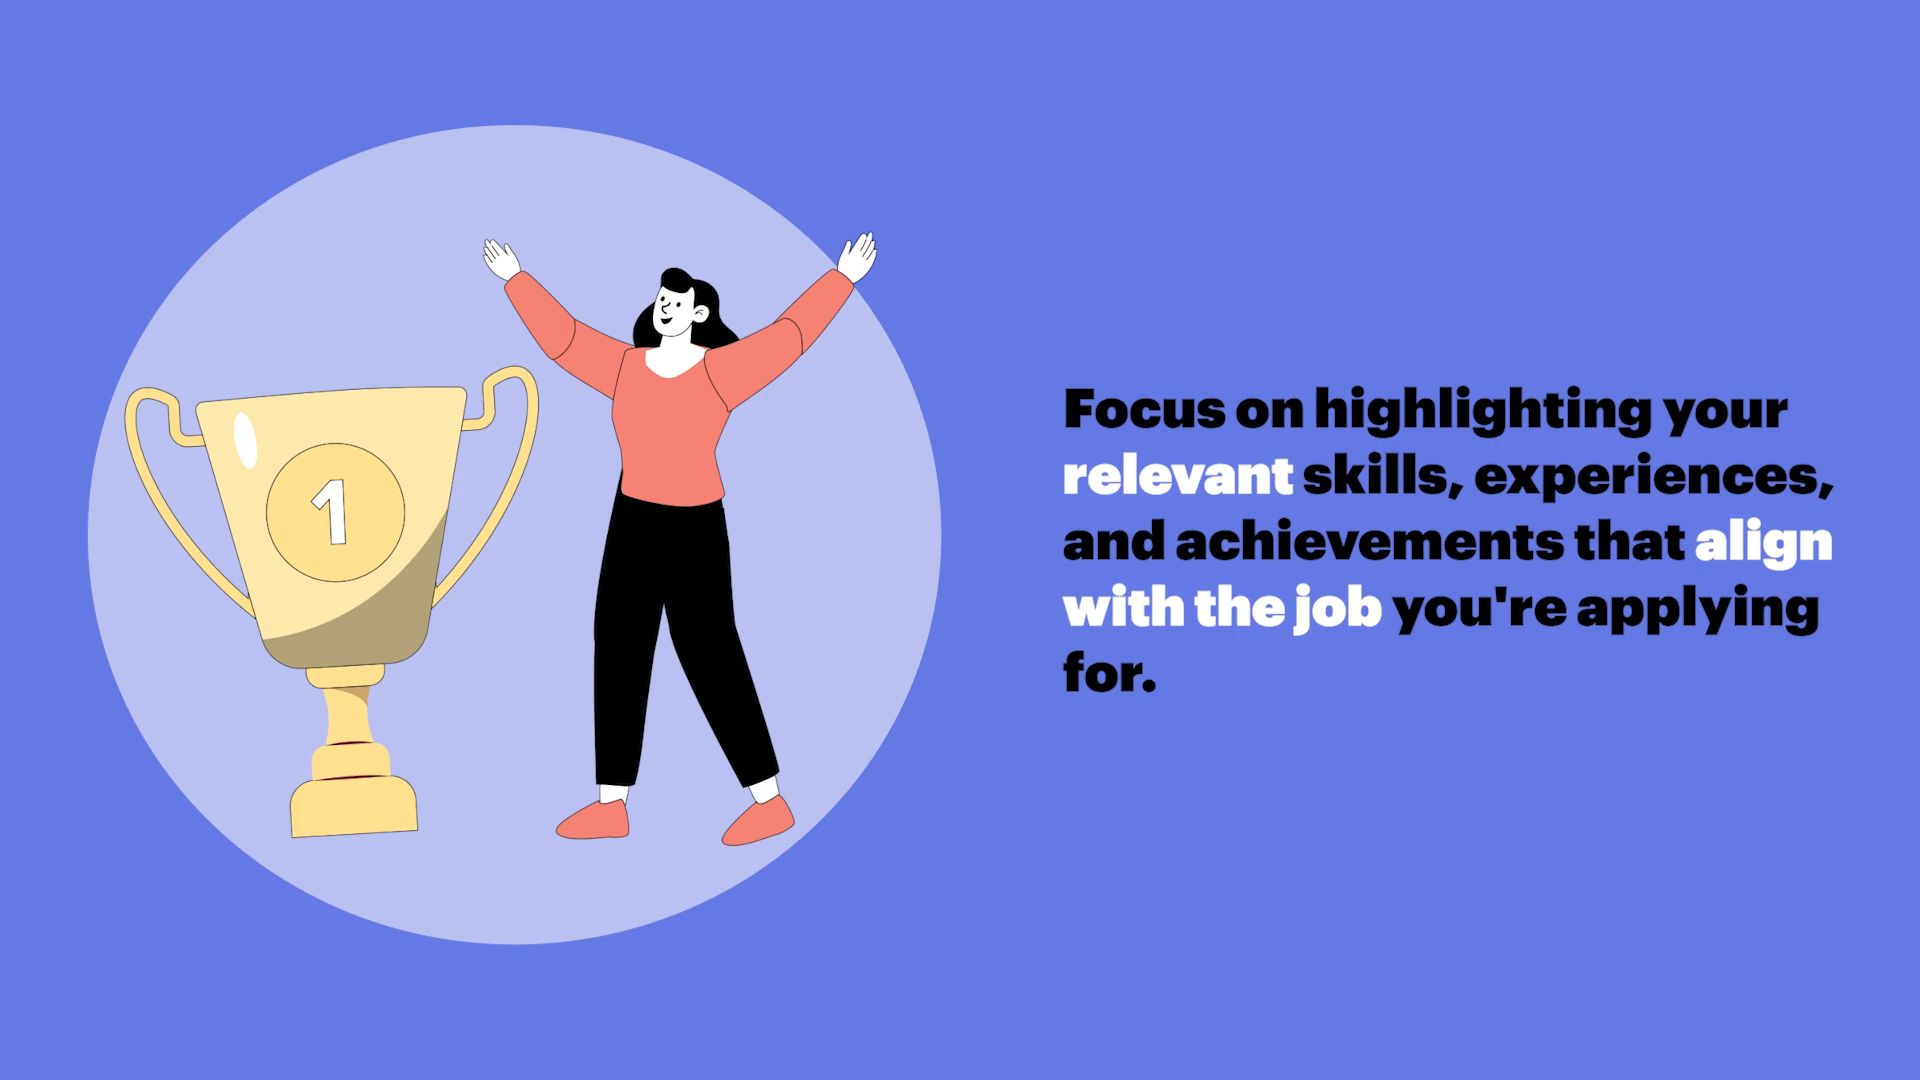 1
Focus on highlighting your
relevant skills, experiences,
and achievements that align
with the job you're applying
for.